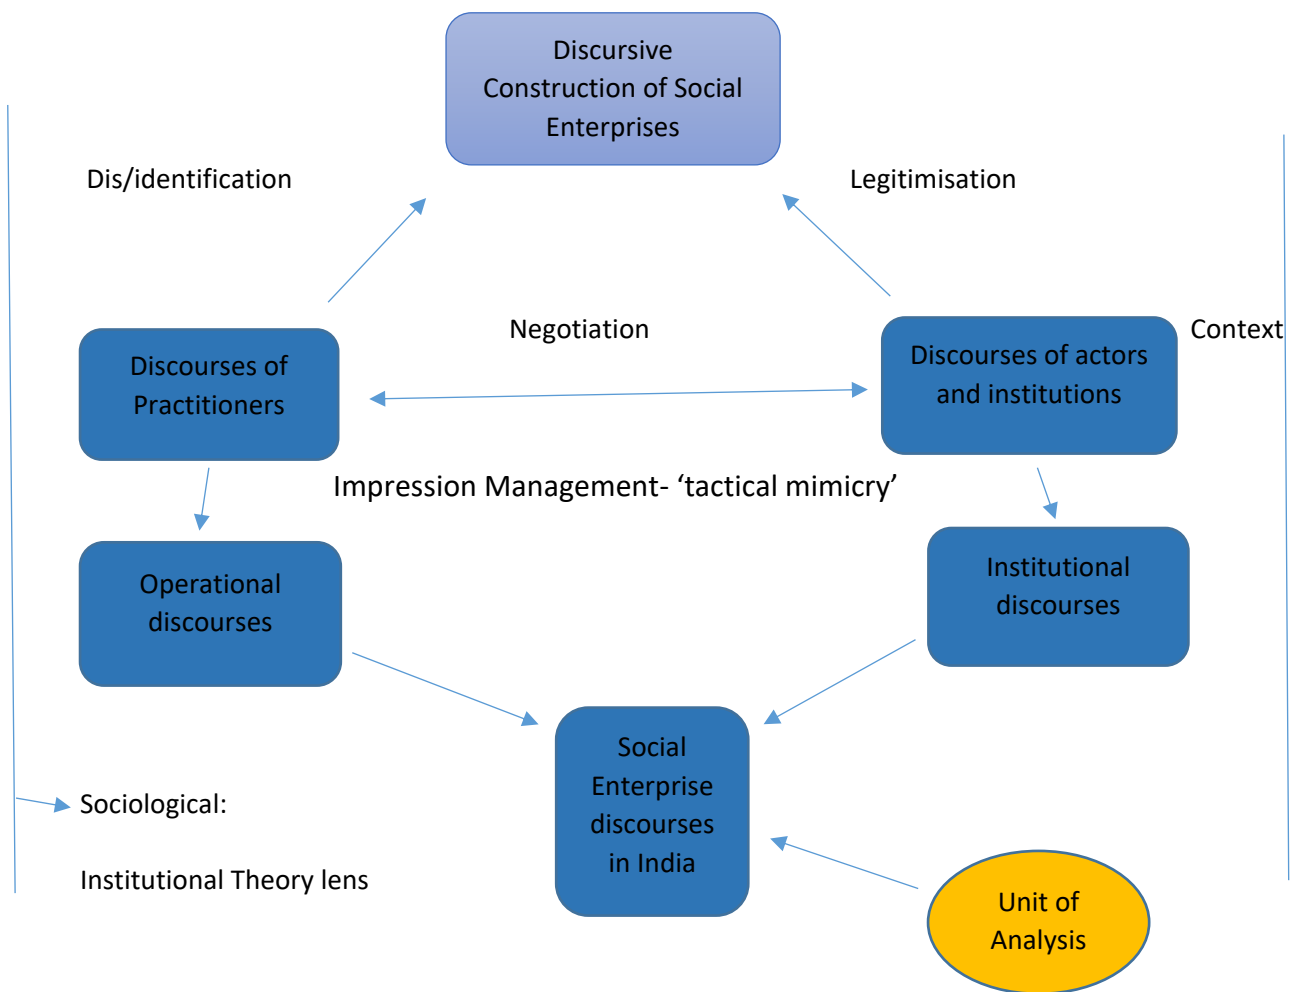 Discursive
Construction of Social
Enterprises
Dis/identification
Legitimisation
Negotiation
Context
Discourses of
Practitioners
Discourses of actors
and institutions
Impression Management- ‘tactical mimicry’
Operational
discourses
Institutional
discourses
Social
Enterprise
discourses
in India
Sociological:
Institutional Theory lens
Unit of
Analysis